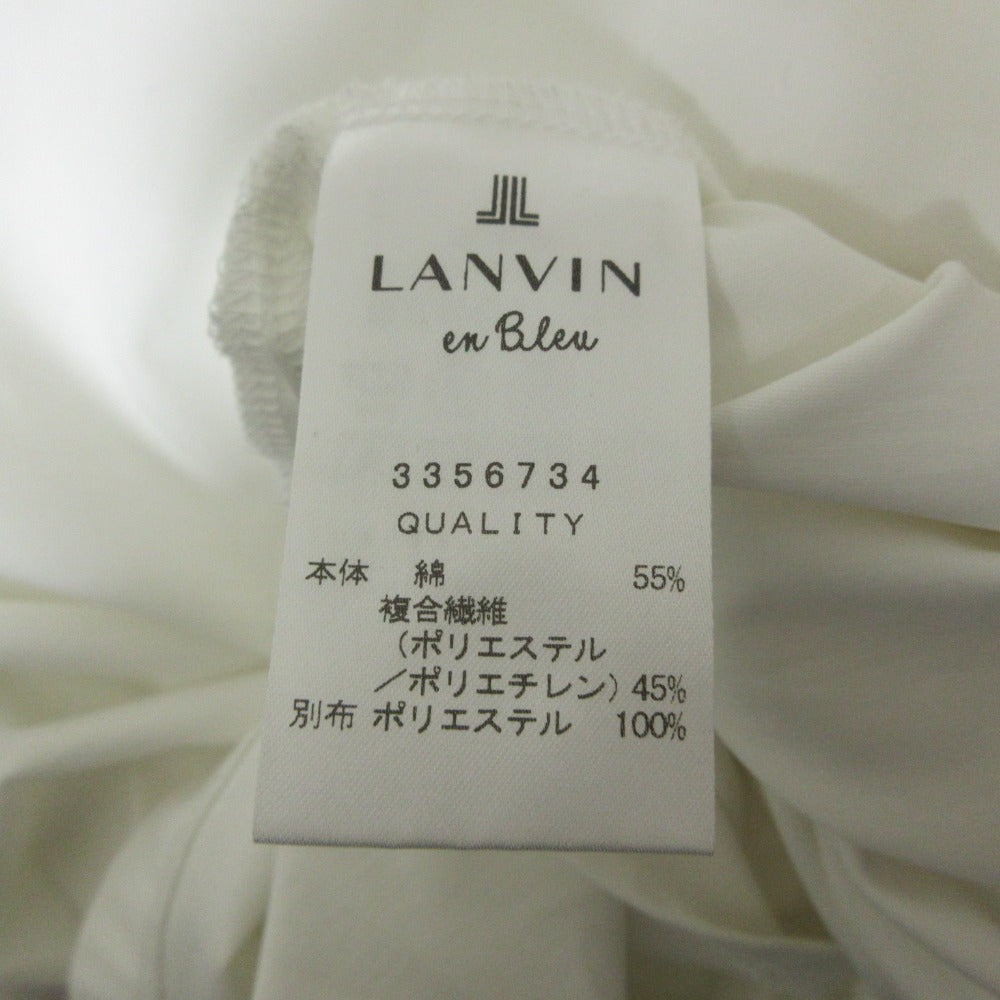 LANVIN
en Bleu
3356734
QUALITY
本体 綿 55%
複合繊維
(ポリエステル
/ポリエチレン) 45%
別布 ポリエステル 100%